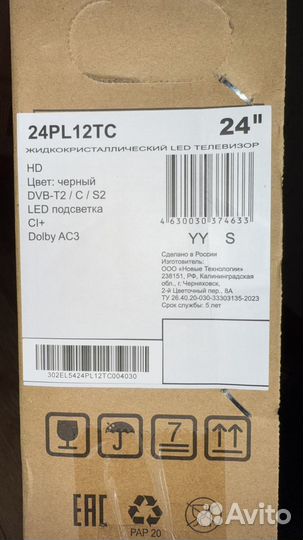 24PL12TC 24"
ЖИДКОКРИСТАЛЛИЧЕСКИЙ LED ТЕЛЕВИЗОР
HD
Цвет: черный
DVB-T2 / C / S2
LED подсветка
CI+
Dolby AC3
4 630030 374633
YY S
Сделано в России
Изготовитель:
ООО «Новые Технологии»
238151, РФ, Калининградская
обл., г. Черняховск,
2-й Цветочный пер., 8А
ТУ 26.40.20-030-33303135-2023
Срок службы: 5 лет
302EL5424PL12TC004030
7
EAC
PAP 20
Avito